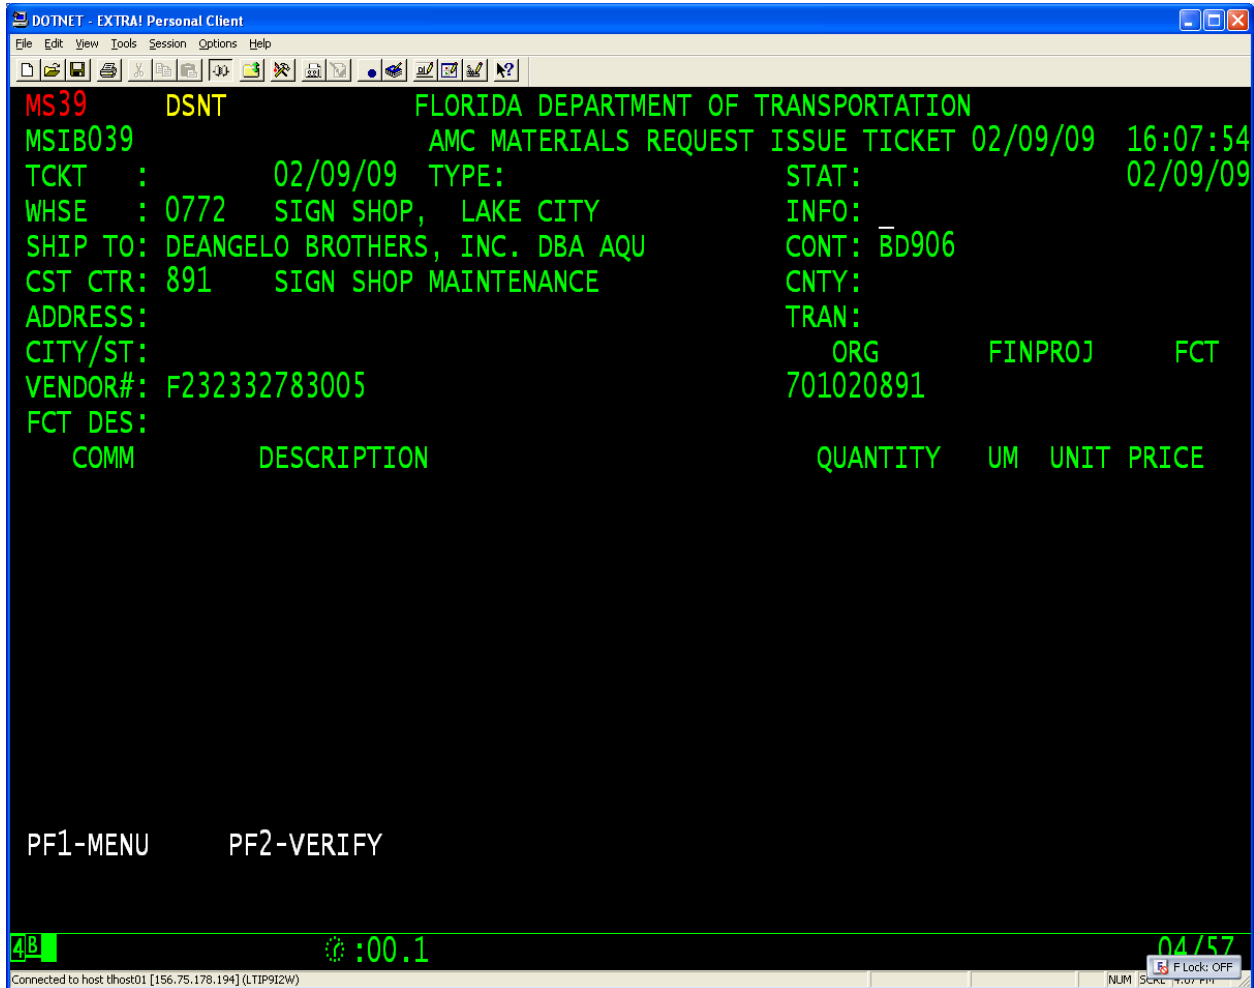 DOTNET - EXTRA! Personal Client
File Edit View Tools Session Options Help
MS39 DSNT FLORIDA DEPARTMENT OF TRANSPORTATION
MSIB039 AMC MATERIALS REQUEST ISSUE TICKET 02/09/09 16:07:54
TCKT : 02/09/09 TYPE: STAT: 02/09/09
WHSE : 0772 SIGN SHOP, LAKE CITY INFO:
SHIP TO: DEANGELO BROTHERS, INC. DBA AQU CONT: BD906
CST CTR: 891 SIGN SHOP MAINTENANCE CNTY:
ADDRESS: TRAN:
CITY/ST: ORG FINPROJ FCT
VENDOR#: F232332783005 701020891
FCT DES:
COMM DESCRIPTION QUANTITY UM UNIT PRICE
PF1-MENU PF2-VERIFY
4B :00.1 04/57
F Lock: OFF
Connected to host tlhost01 [156.75.178.194] (LTIP9I2W) NUM